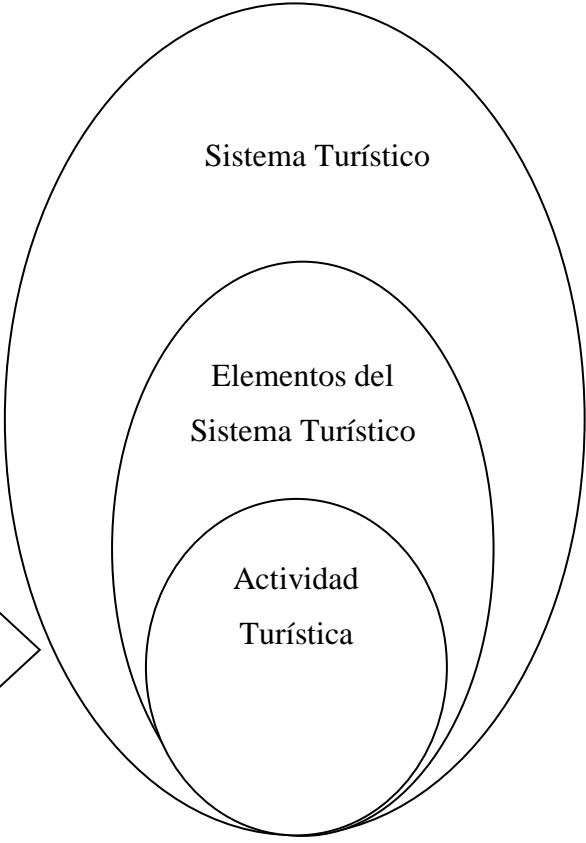 Sistema Turístico
Elementos del
Sistema Turístico
Actividad
Turística